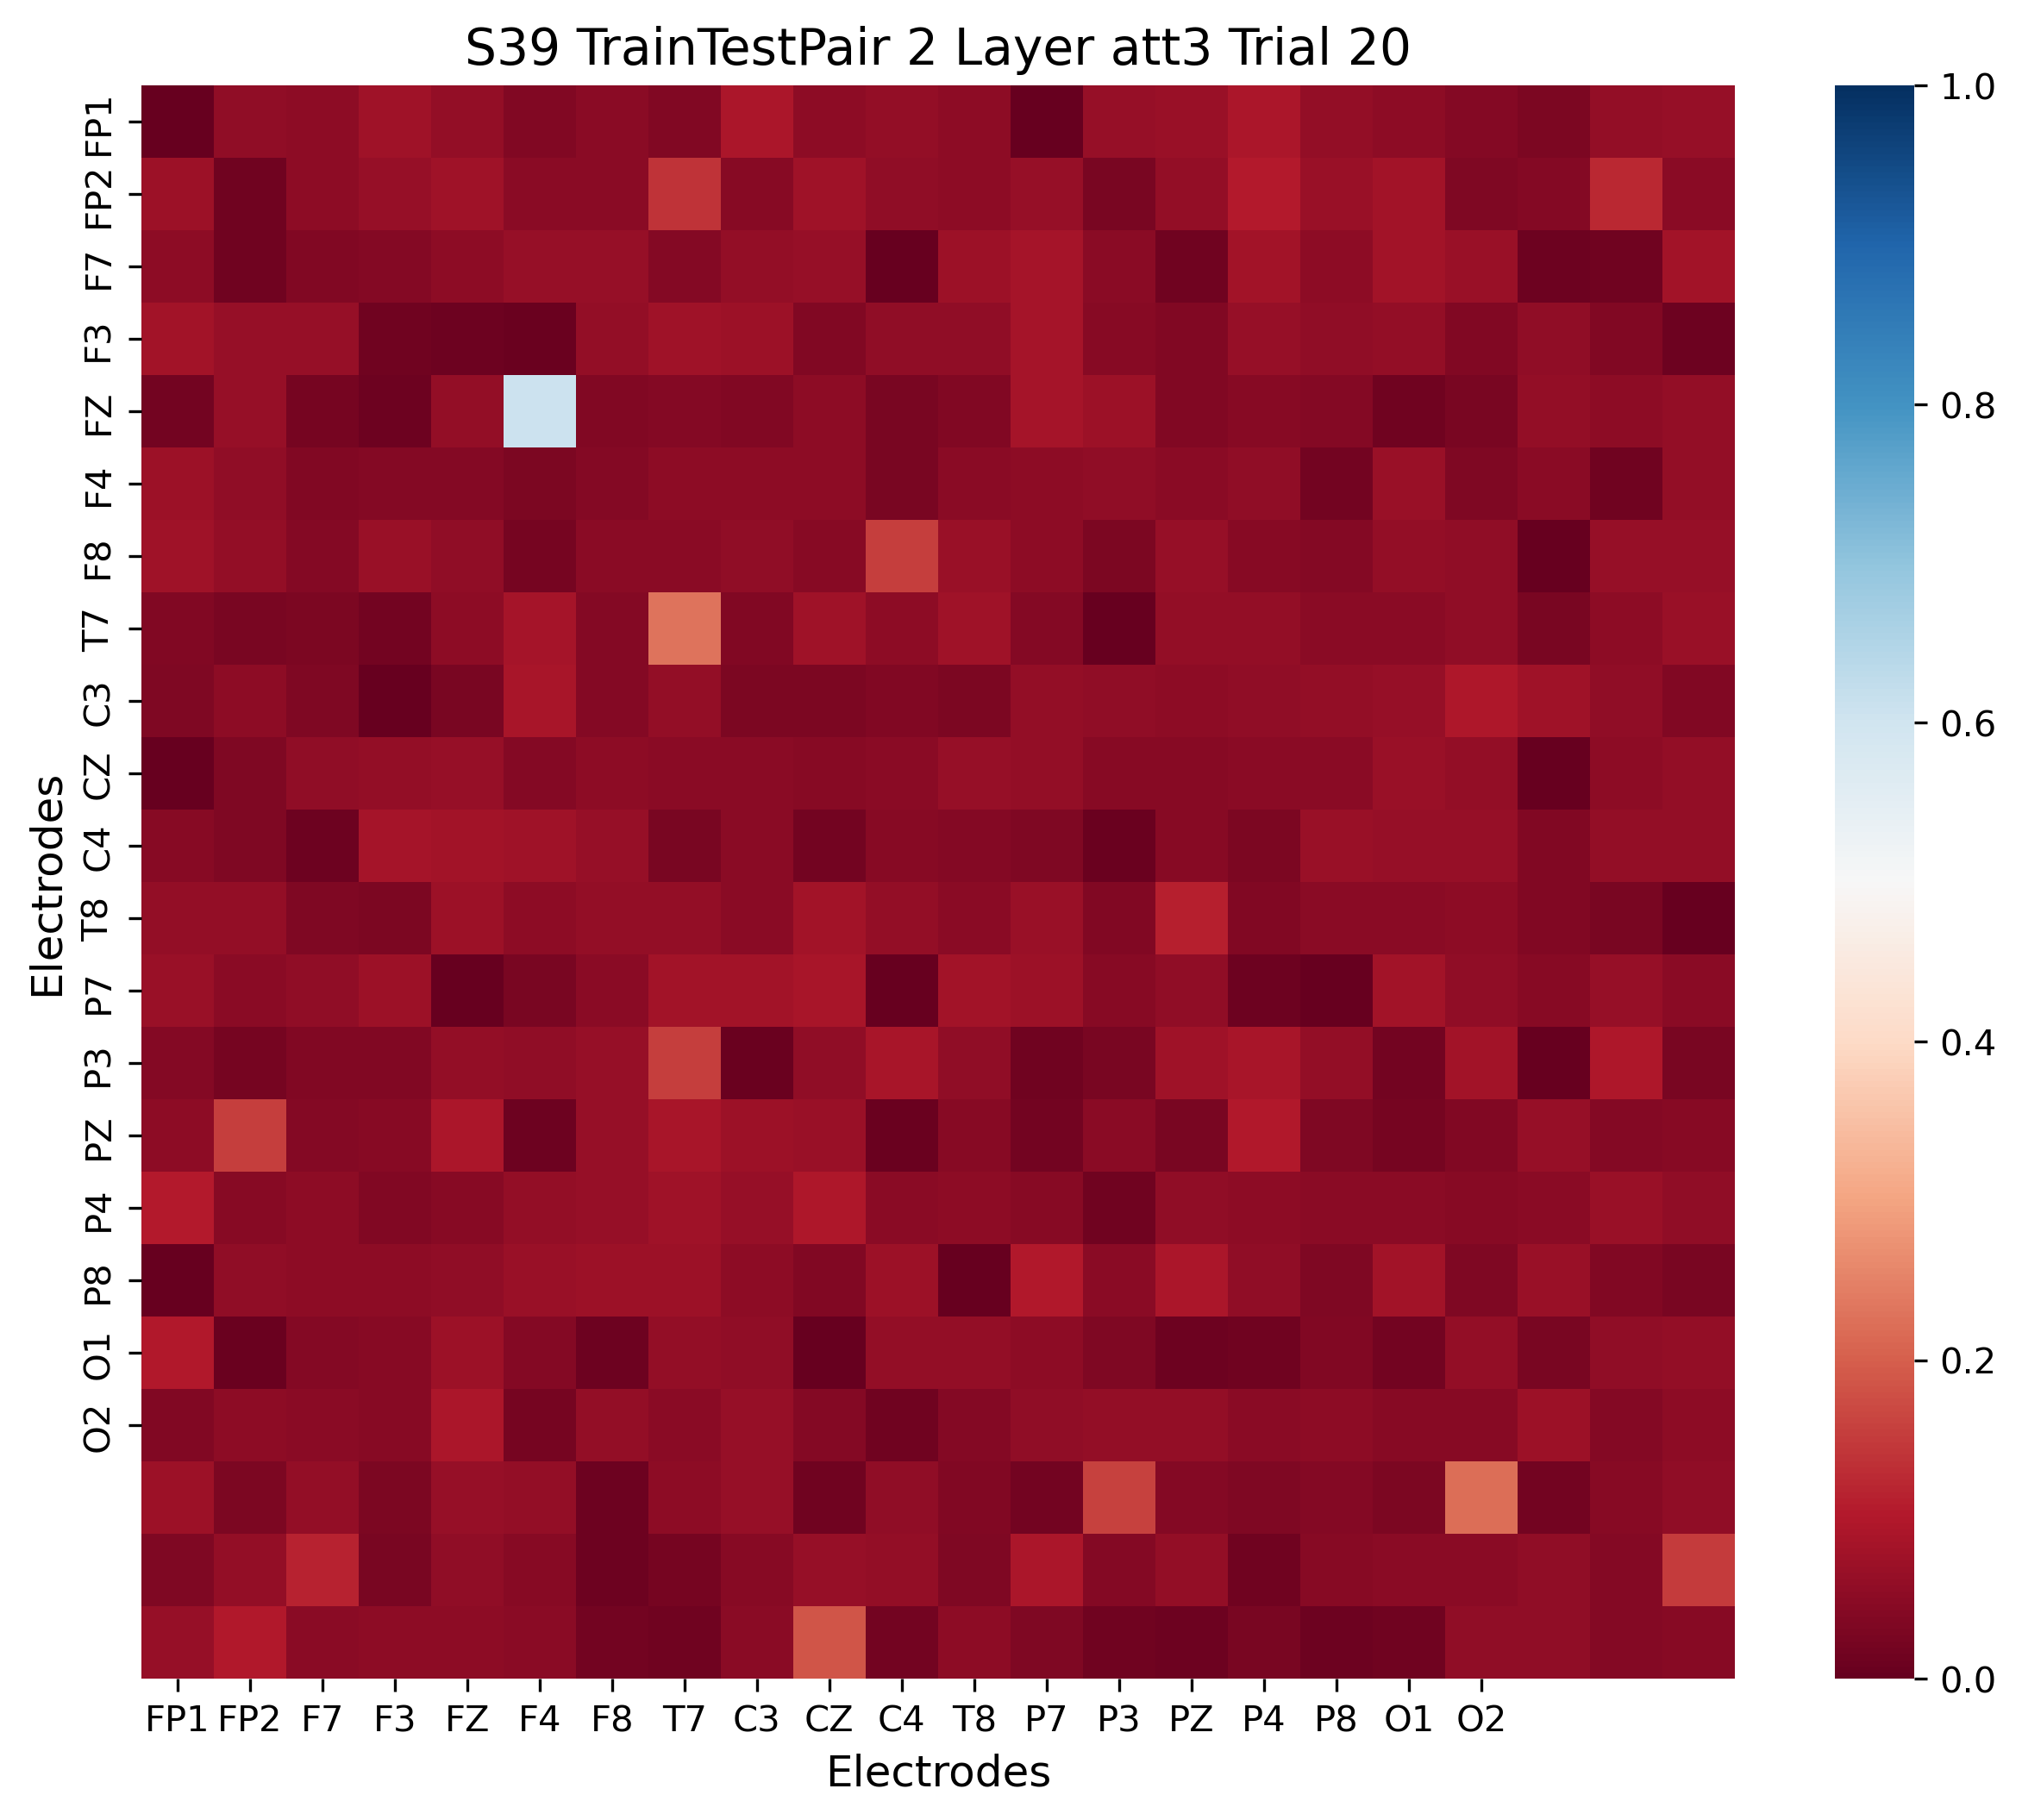 S39 TrainTestPair 2 Layer att3 Trial 20
Electrodes
FP1
FP2
F7
F3
FZ
F4
F8
T7
C3
CZ
C4
T8
P7
P3
PZ
P4
P8
O1
O2
FP1 FP2 F7 F3 FZ F4 F8 T7 C3 CZ C4 T8 P7 P3 PZ P4 P8 O1 O2
Electrodes
1.0
0.8
0.6
0.4
0.2
0.0